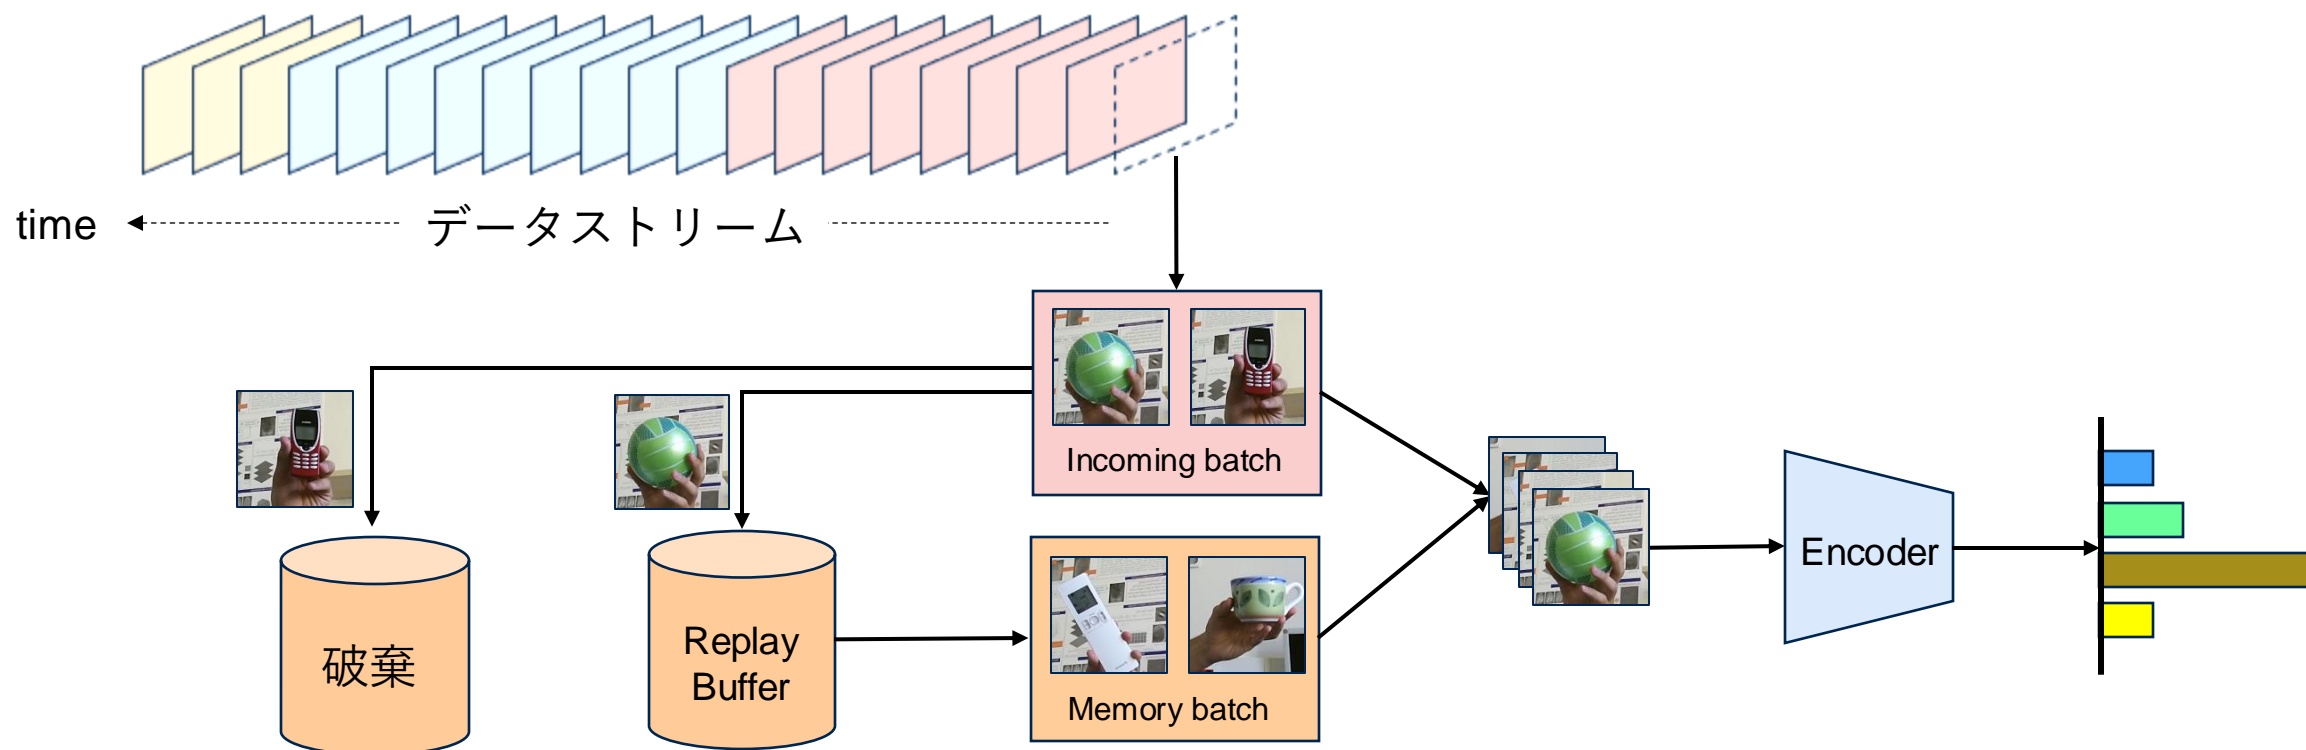 time
データストリーム
Incoming batch
Encoder
破棄
Replay
Buffer
Memory batch